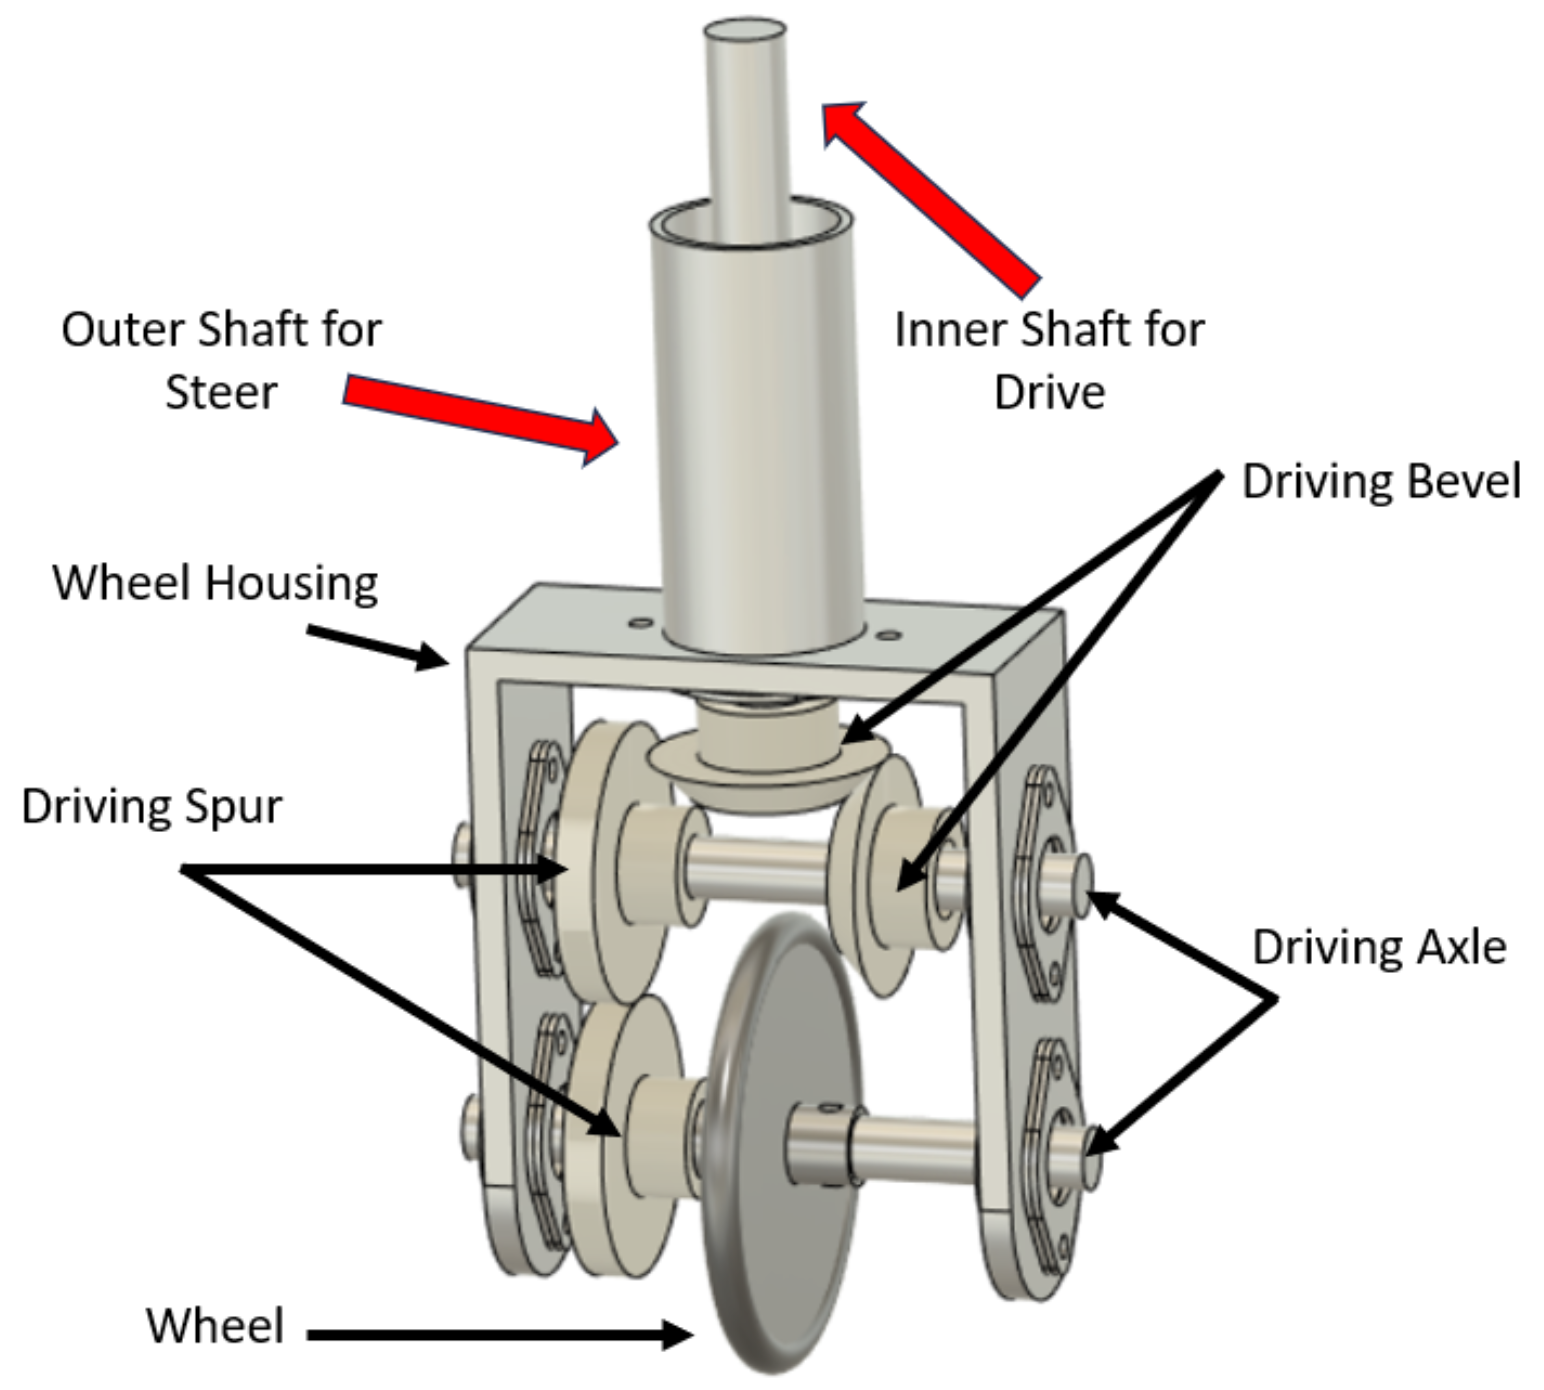 Outer Shaft for
Steer
Inner Shaft for
Drive
Driving Bevel
Wheel Housing
Driving Spur
Driving Axle
Wheel